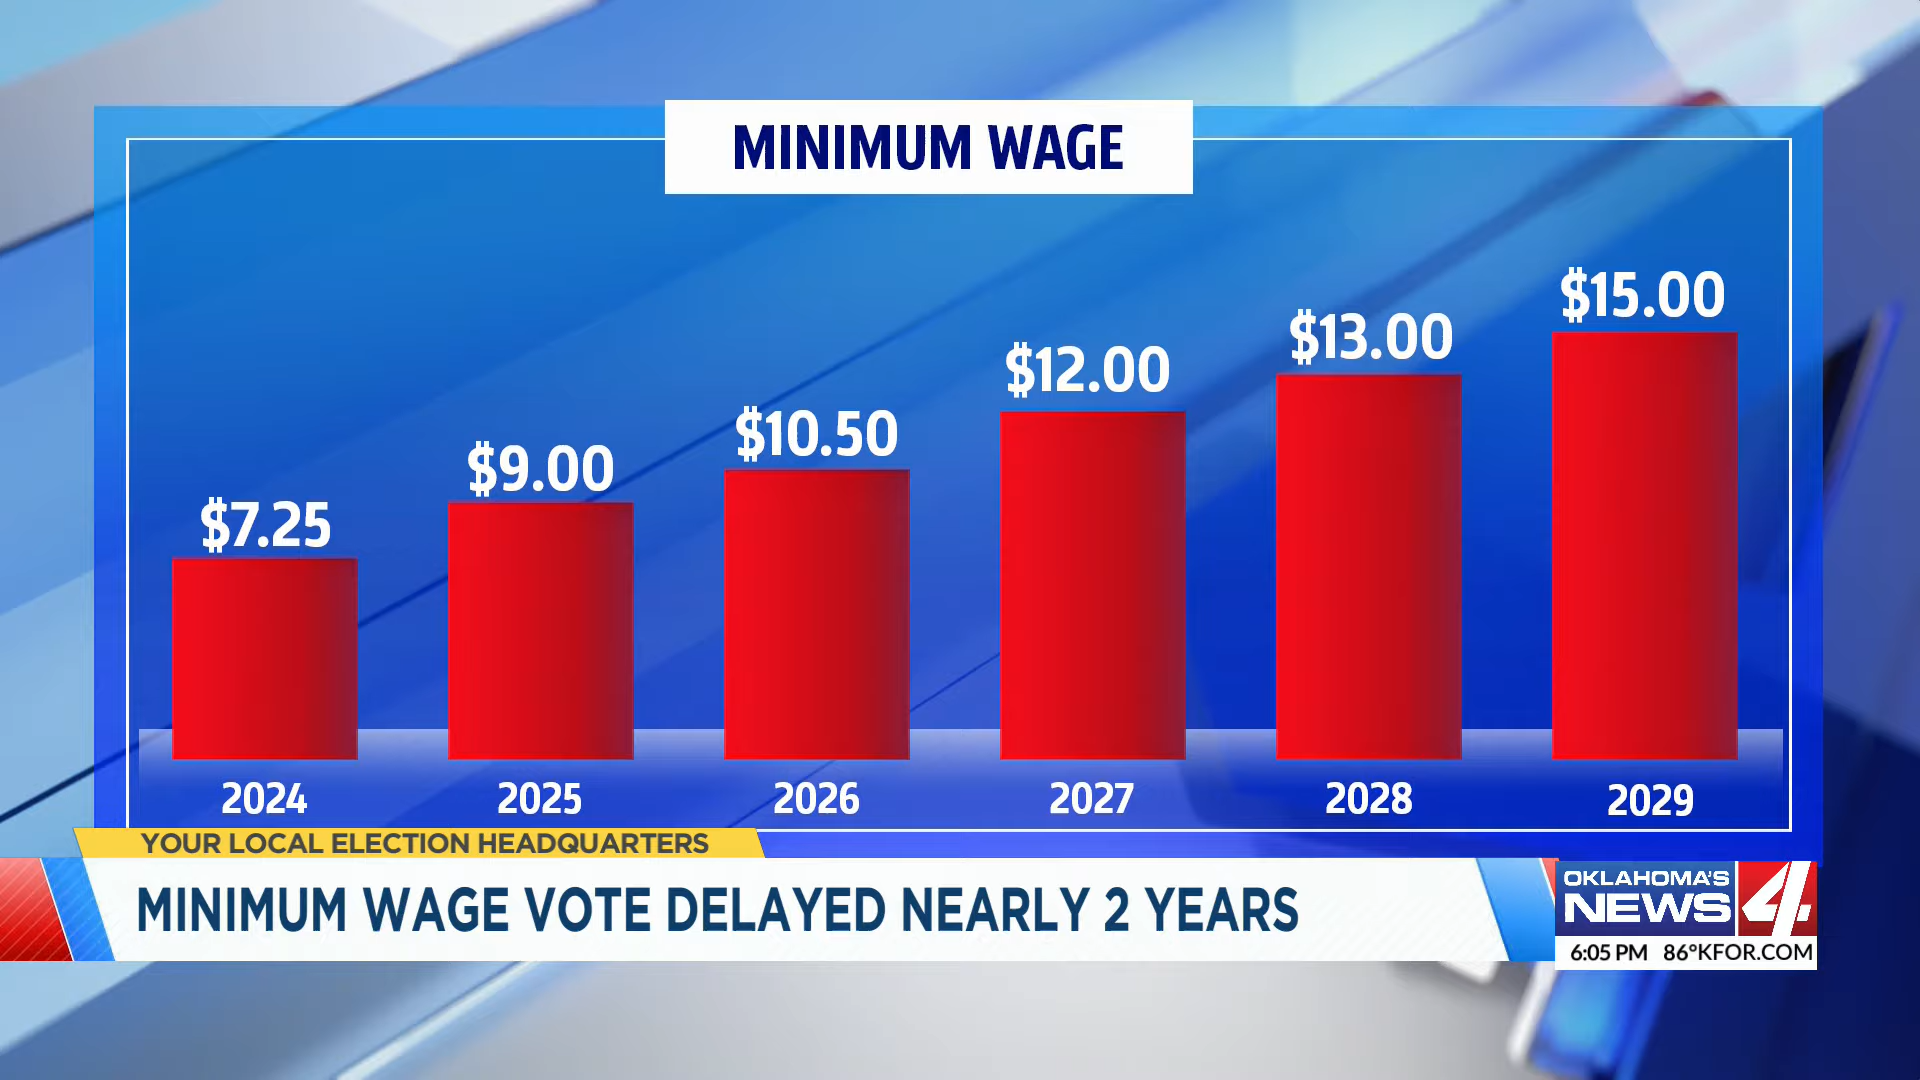 MINIMUM WAGE
$7.25
$9.00
$10.50
$12.00
$13.00
$15.00
2024
2025
2026
2027
2028
2029
YOUR LOCAL ELECTION HEADQUARTERS
MINIMUM WAGE VOTE DELAYED NEARLY 2 YEARS
OKLAHOMA'S
NEWS 4
6:05 PM 86° KFOR.COM